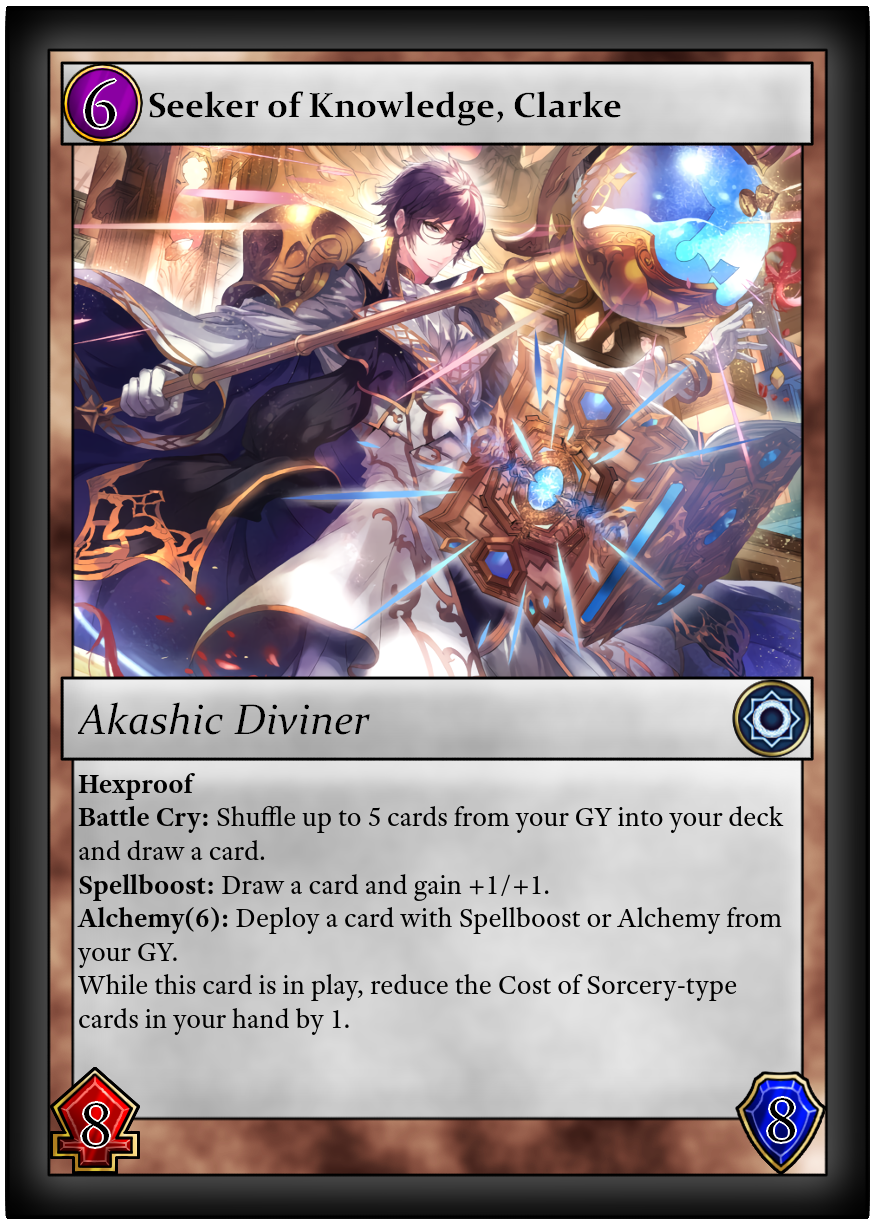 6
Seeker of Knowledge, Clarke
Akashic Diviner
Hexproof
Battle Cry: Shuffle up to 5 cards from your GY into your deck
and draw a card.
Spellboost: Draw a card and gain +1/+1.
Alchemy(6): Deploy a card with Spellboost or Alchemy from
your GY.
While this card is in play, reduce the Cost of Sorcery-type
cards in your hand by 1.
8
8